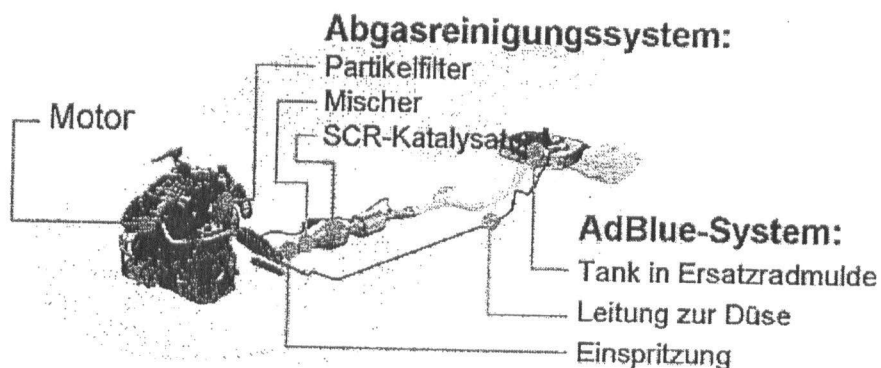 Abgasreinigungssystem:
Partikelfilter
Mischer
SCR-Katalysator
Motor
AdBlue-System:
Tank in Ersatzradmulde
Leitung zur Düse
Einspritzung